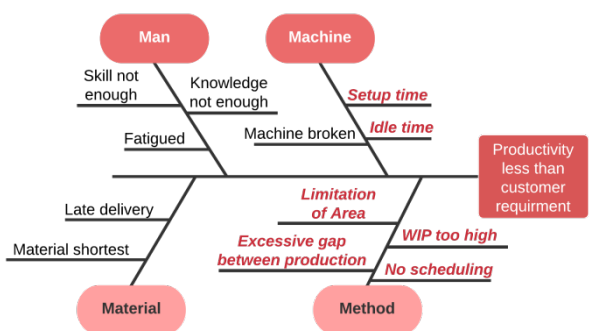 Man
Machine
Skill not
enough
Knowledge
not enough
Setup time
Fatigued
Machine broken
Idle time
Productivity
less than
customer
requirment
Late delivery
Limitation
of Area
Material shortest
Excessive gap
between production
WIP too high
No scheduling
Material
Method